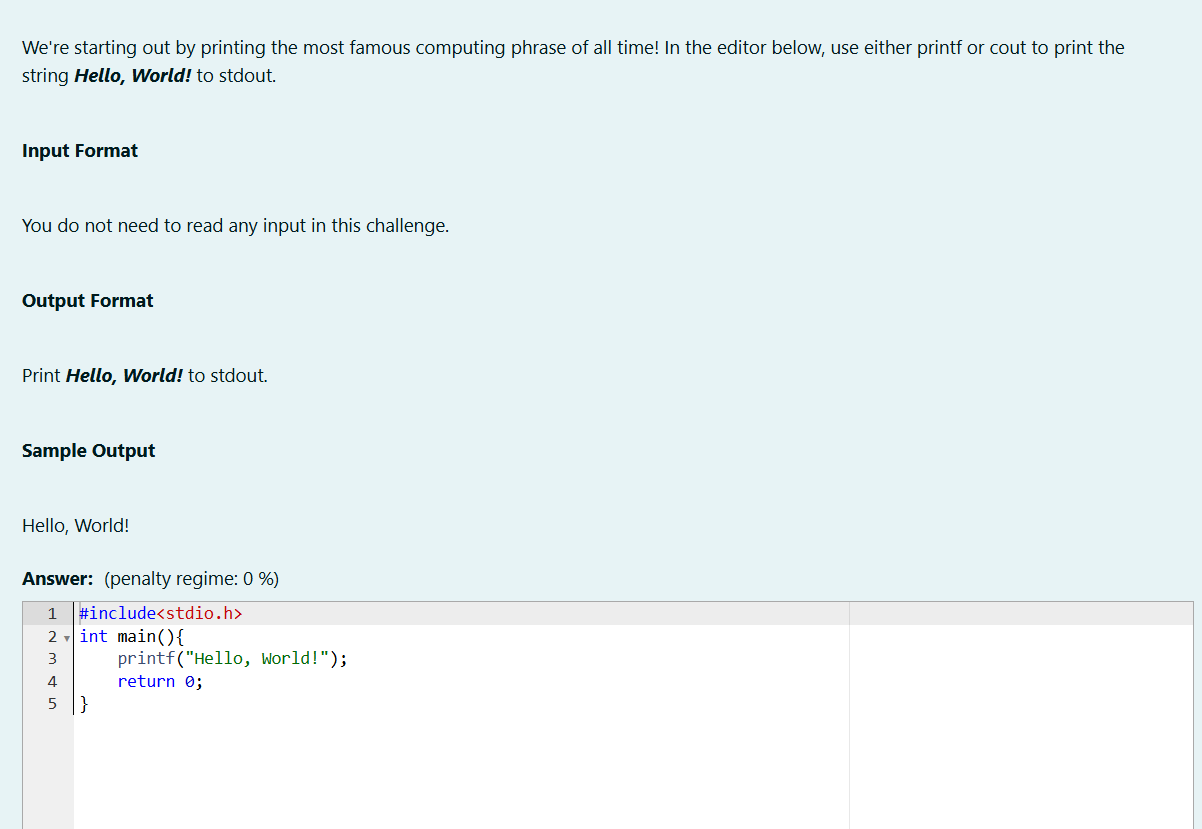 We're starting out by printing the most famous computing phrase of all time! In the editor below, use either printf or cout to print the
string Hello, World! to stdout.
Input Format
You do not need to read any input in this challenge.
Output Format
Print Hello, World! to stdout.
Sample Output
Hello, World!
Answer: (penalty regime: 0 %)
1 #include<stdio.h>
2 int main(){
3     printf("Hello, World!");
4     return 0;
5 }